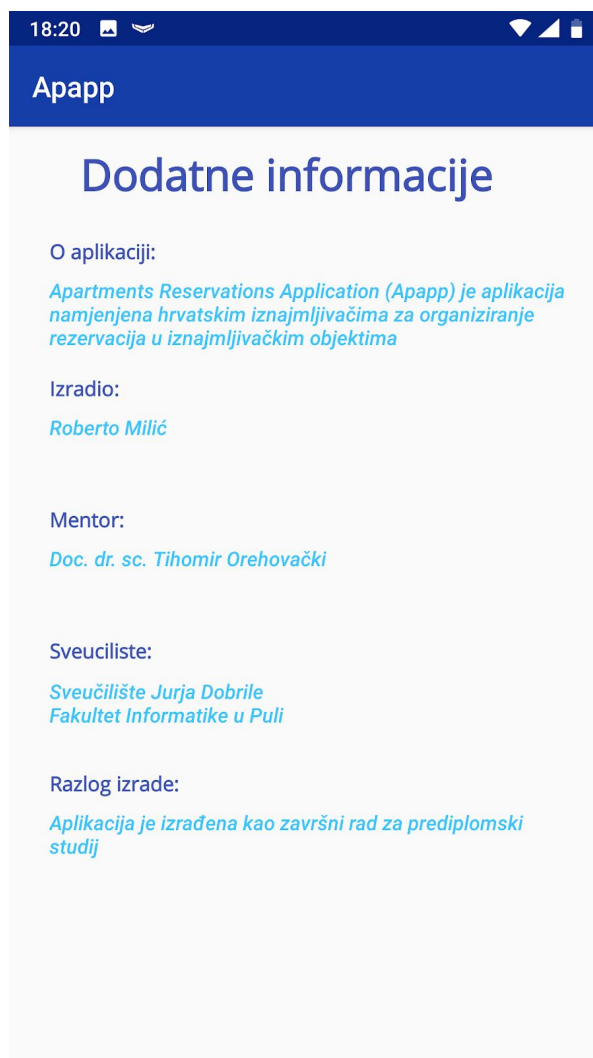 18:20
Apapp
Dodatne informacije
O aplikaciji:
Apartments Reservations Application (Apapp) je aplikacija
namjenjena hrvatskim iznajmljivačima za organiziranje
rezervacija u iznajmljivačkim objektima
Izradio:
Roberto Milić
Mentor:
Doc. dr. sc. Tihomir Orehovački
Sveuciliste:
Sveučilište Jurja Dobrile
Fakultet Informatike u Puli
Razlog izrade:
Aplikacija je izrađena kao završni rad za prediplomski
studij